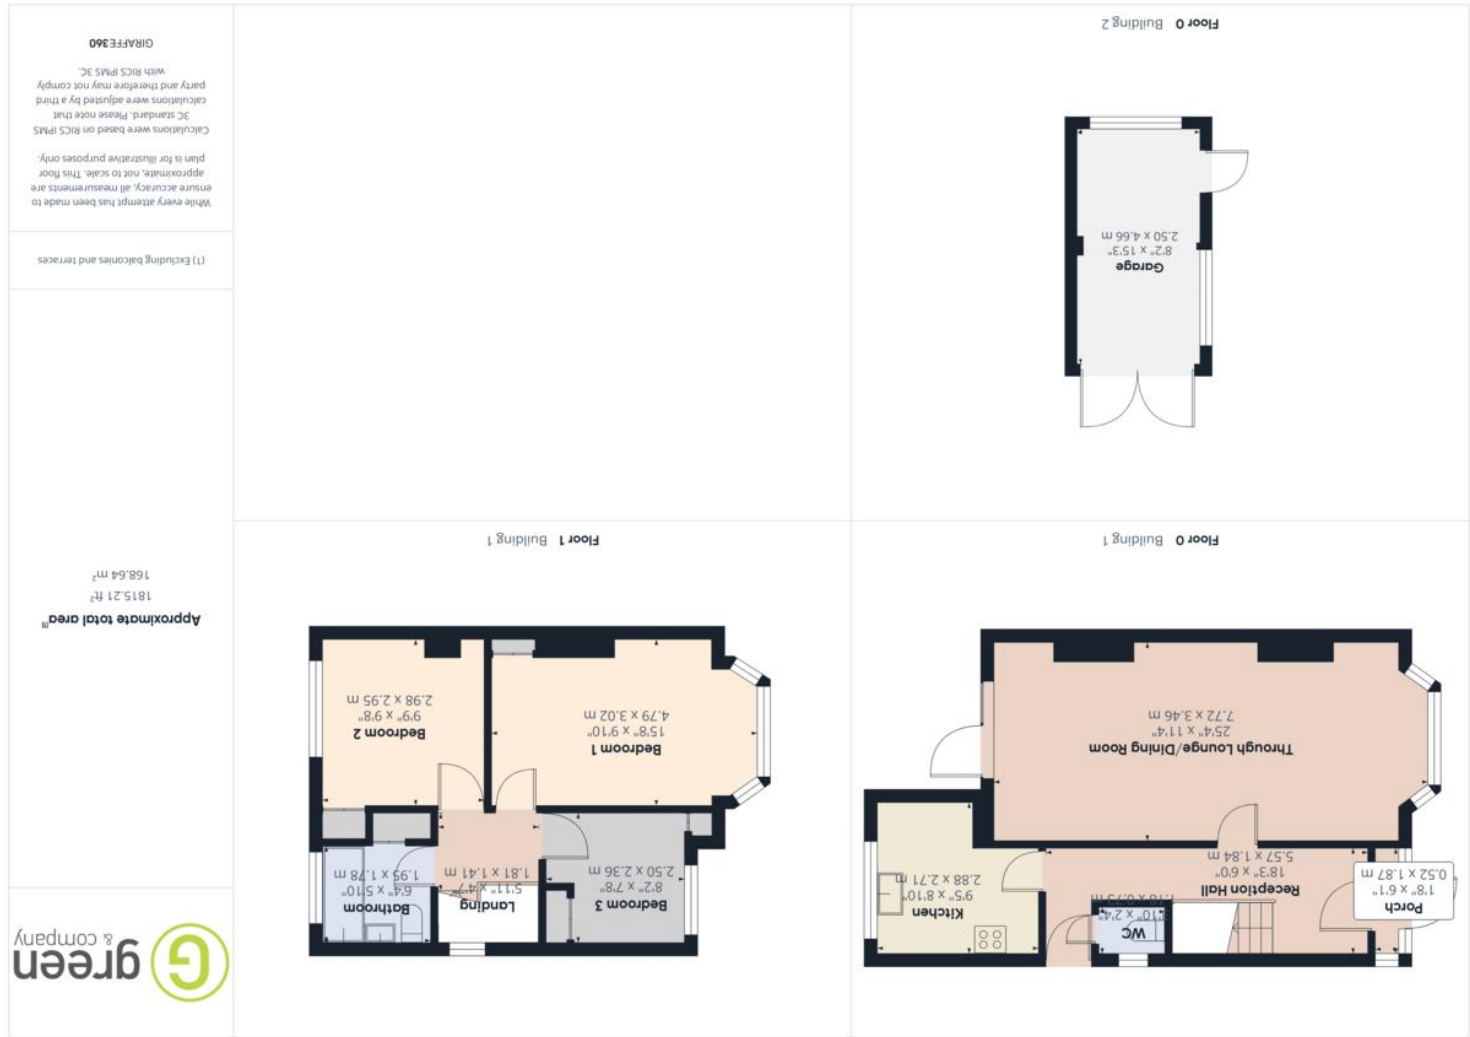 Porch
1'8" x 6'1"
0.52 x 1.87 m
Reception Hall
18'3" x 6'0"
5.57 x 1.84 m
WC
x 2'4"
Kitchen
9'5" x 8'10"
2.88 x 2.71 m
Through Lounge/Dining Room
25'4" x 11'4"
7.72 x 3.46 m
Floor 0 Building 1
Bedroom 3
8'2" x 7'8"
2.50 x 2.36 m
Landing
5'11" x 4'7"
1.81 x 1.41 m
Bathroom
6'4" x 5'10"
1.95 x 1.78 m
Bedroom 1
15'8" x 9'10"
4.79 x 3.02 m
Bedroom 2
9'9" x 9'8"
2.98 x 2.95 m
Floor 1 Building 1
Garage
8'2" x 15'3"
2.50 x 4.66 m
Floor 0 Building 2
G green
& company
Approximate total area(1)
1815.21 ft²
168.64 m²
(1) Excluding balconies and terraces
While every attempt has been made to
ensure accuracy, all measurements are
approximate, not to scale. This floor
plan is for illustrative purposes only.
Calculations were based on RICS IPMS
3C standard. Please note that
calculations were adjusted by a third
party and therefore may not comply
with RICS IPMS 3C.
GIRAFFE360